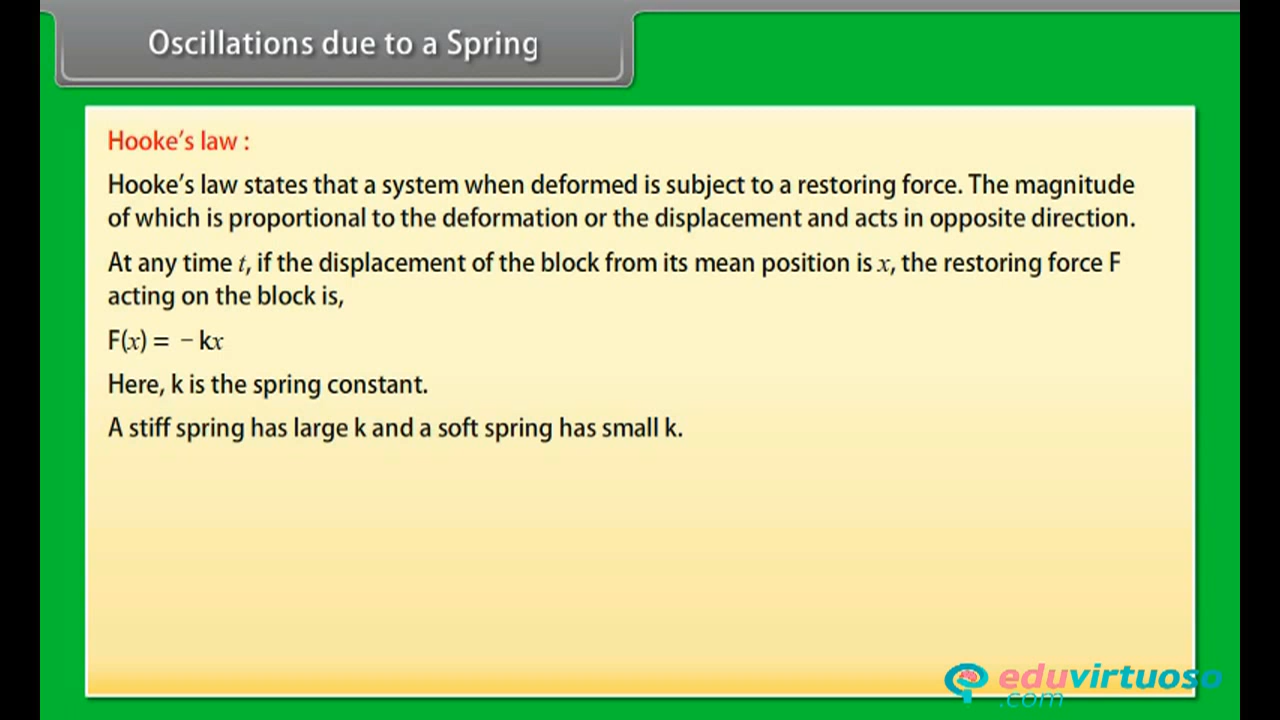 Oscillations due to a Spring
Hooke's law :
Hooke's law states that a system when deformed is subject to a restoring force. The magnitude
of which is proportional to the deformation or the displacement and acts in opposite direction.
At any time t, if the displacement of the block from its mean position is x, the restoring force F
acting on the block is,
F(x) = − kx
Here, k is the spring constant.
A stiff spring has large k and a soft spring has small k.
eduvirtuoso
.com